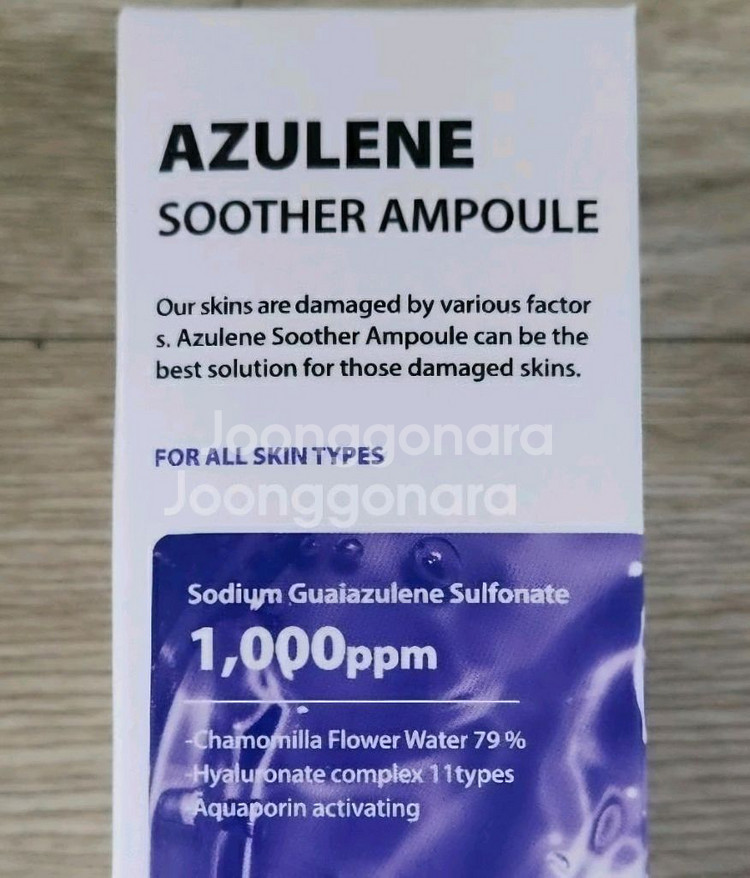 AZULENE
SOOTHER AMPOULE
Our skins are damaged by various factor
s. Azulene Soother Ampoule can be the
best solution for those damaged skins.
Joonggonara
FOR ALL SKIN TYPES
Joonggonara
Sodium Guaiazulene Sulfonate
1,000ppm
-Chamomilla Flower Water 79 %
-Hyaluronate complex 11types
-Aquaporin activating